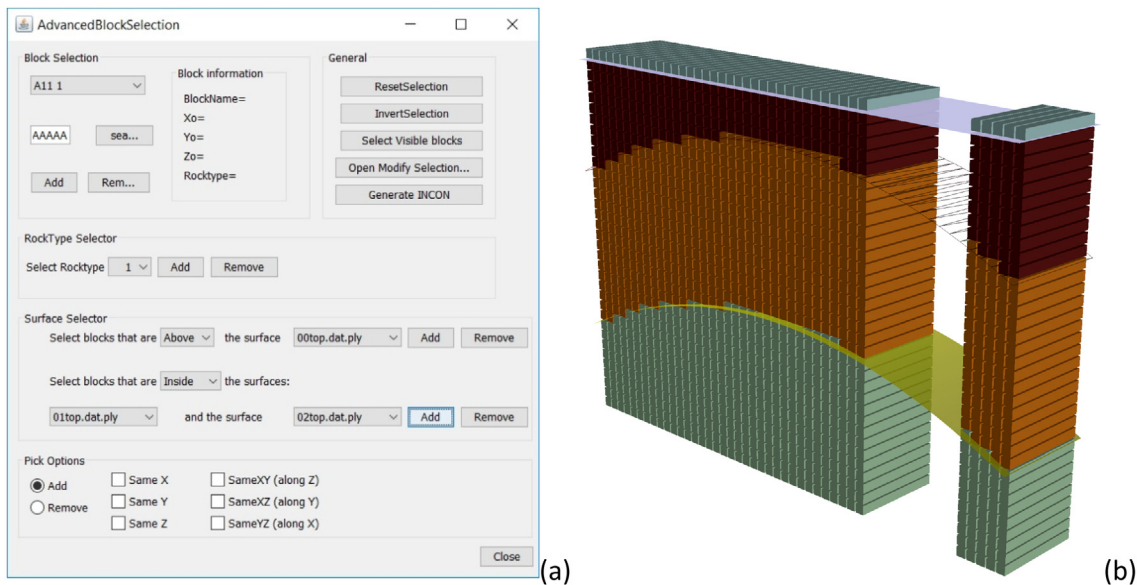 AdvancedBlockSelection
Block Selection
A11 1
AAAAA
sea...
Add
Rem...
Block information
BlockName=
Xo=
Yo=
Zo=
Rocktype=
General
ResetSelection
InvertSelection
Select Visible blocks
Open Modify Selection...
Generate INCON
RockType Selector
Select Rocktype 1 Add Remove
Surface Selector
Select blocks that are Above the surface 00top.dat.ply Add Remove
Select blocks that are Inside the surfaces:
01top.dat.ply and the surface 02top.dat.ply Add Remove
Pick Options
Add
Remove
Same X
Same Y
Same Z
SameXY (along Z)
SameXZ (along Y)
SameYZ (along X)
Close
(a)
(b)